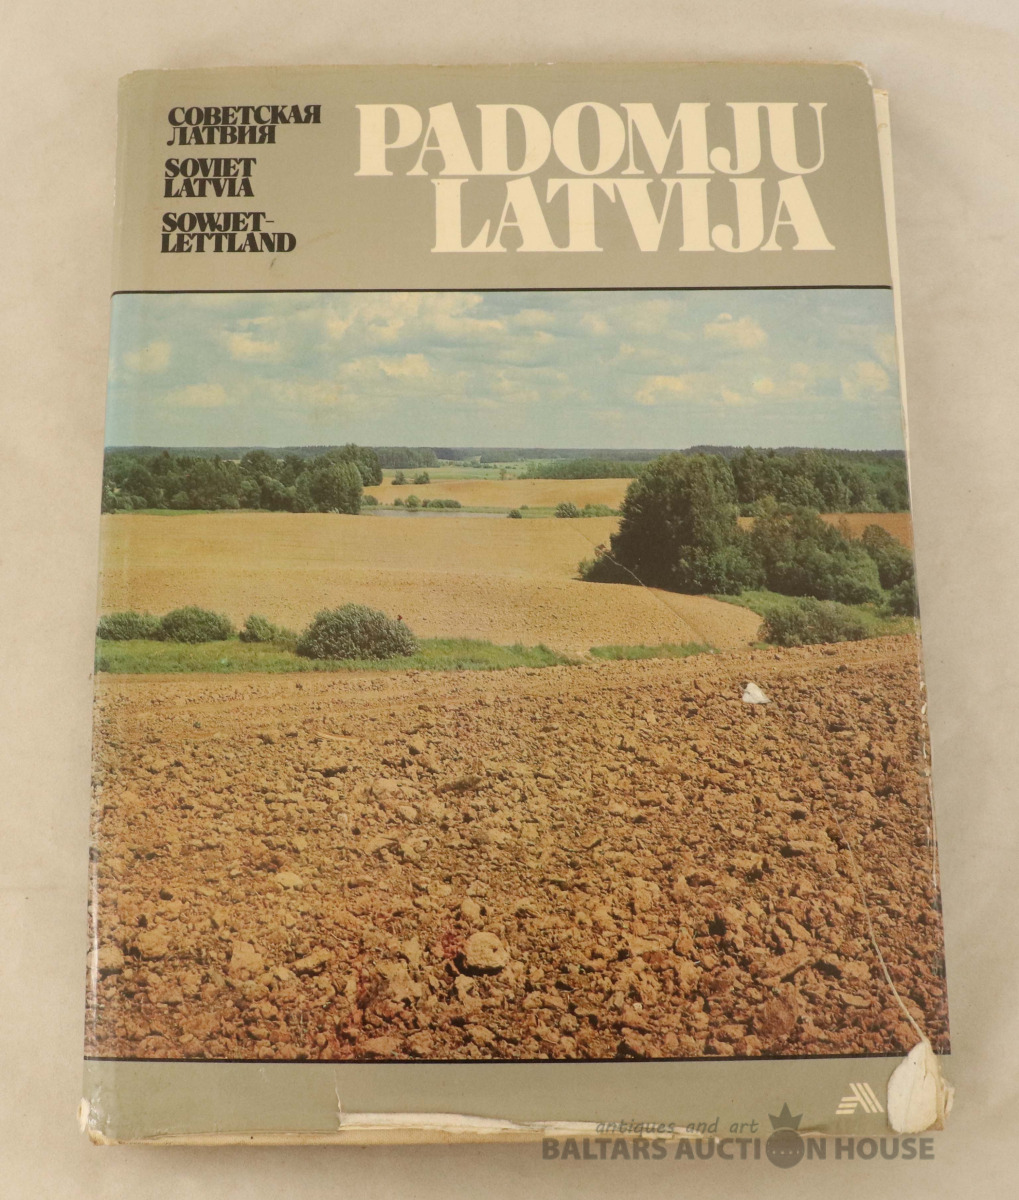 СОВЕТСКАЯ
ЛАТВИЯ
SOVIET
LATVIA
SOWJET-
LETTLAND
PADOMJU
LATVIJA
antiques and art
BALTARS AUCTION HOUSE